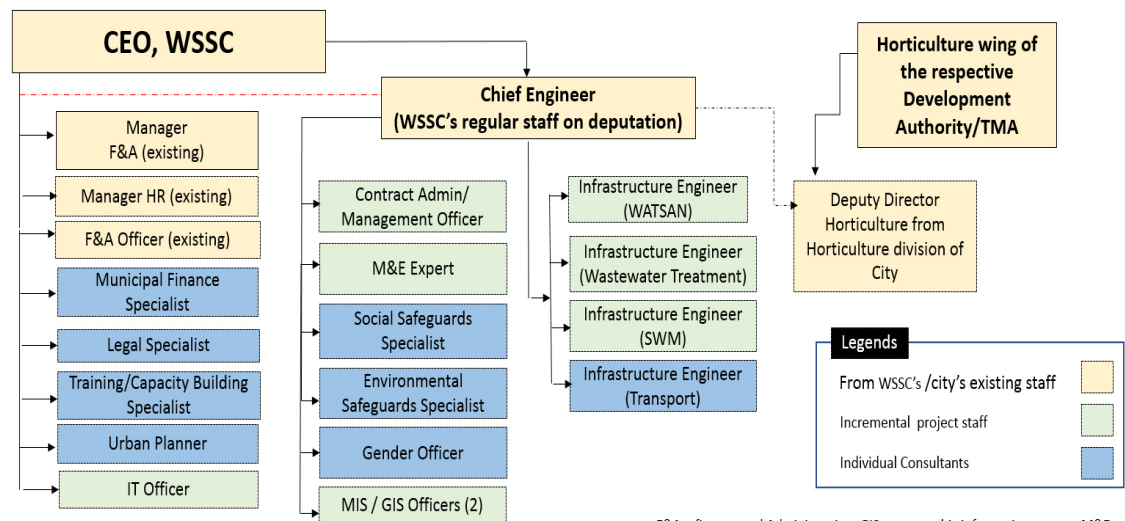 CEO, WSSC
Horticulture wing of
the respective
Development
Authority/TMA
Chief Engineer
(WSSC's regular staff on deputation)
Manager
F&A (existing)
Manager HR (existing)
F&A Officer (existing)
Municipal Finance
Specialist
Legal Specialist
Training/Capacity Building
Specialist
Urban Planner
IT Officer
Contract Admin/
Management Officer
M&E Expert
Social Safeguards
Specialist
Environmental
Safeguards Specialist
Gender Officer
MIS / GIS Officers (2)
Infrastructure Engineer
(WATSAN)
Infrastructure Engineer
(Wastewater Treatment)
Infrastructure Engineer
(SWM)
Infrastructure Engineer
(Transport)
Deputy Director
Horticulture from
Horticulture division of
City
Legends
From WSSC's /city's existing staff
Incremental project staff
Individual Consultants